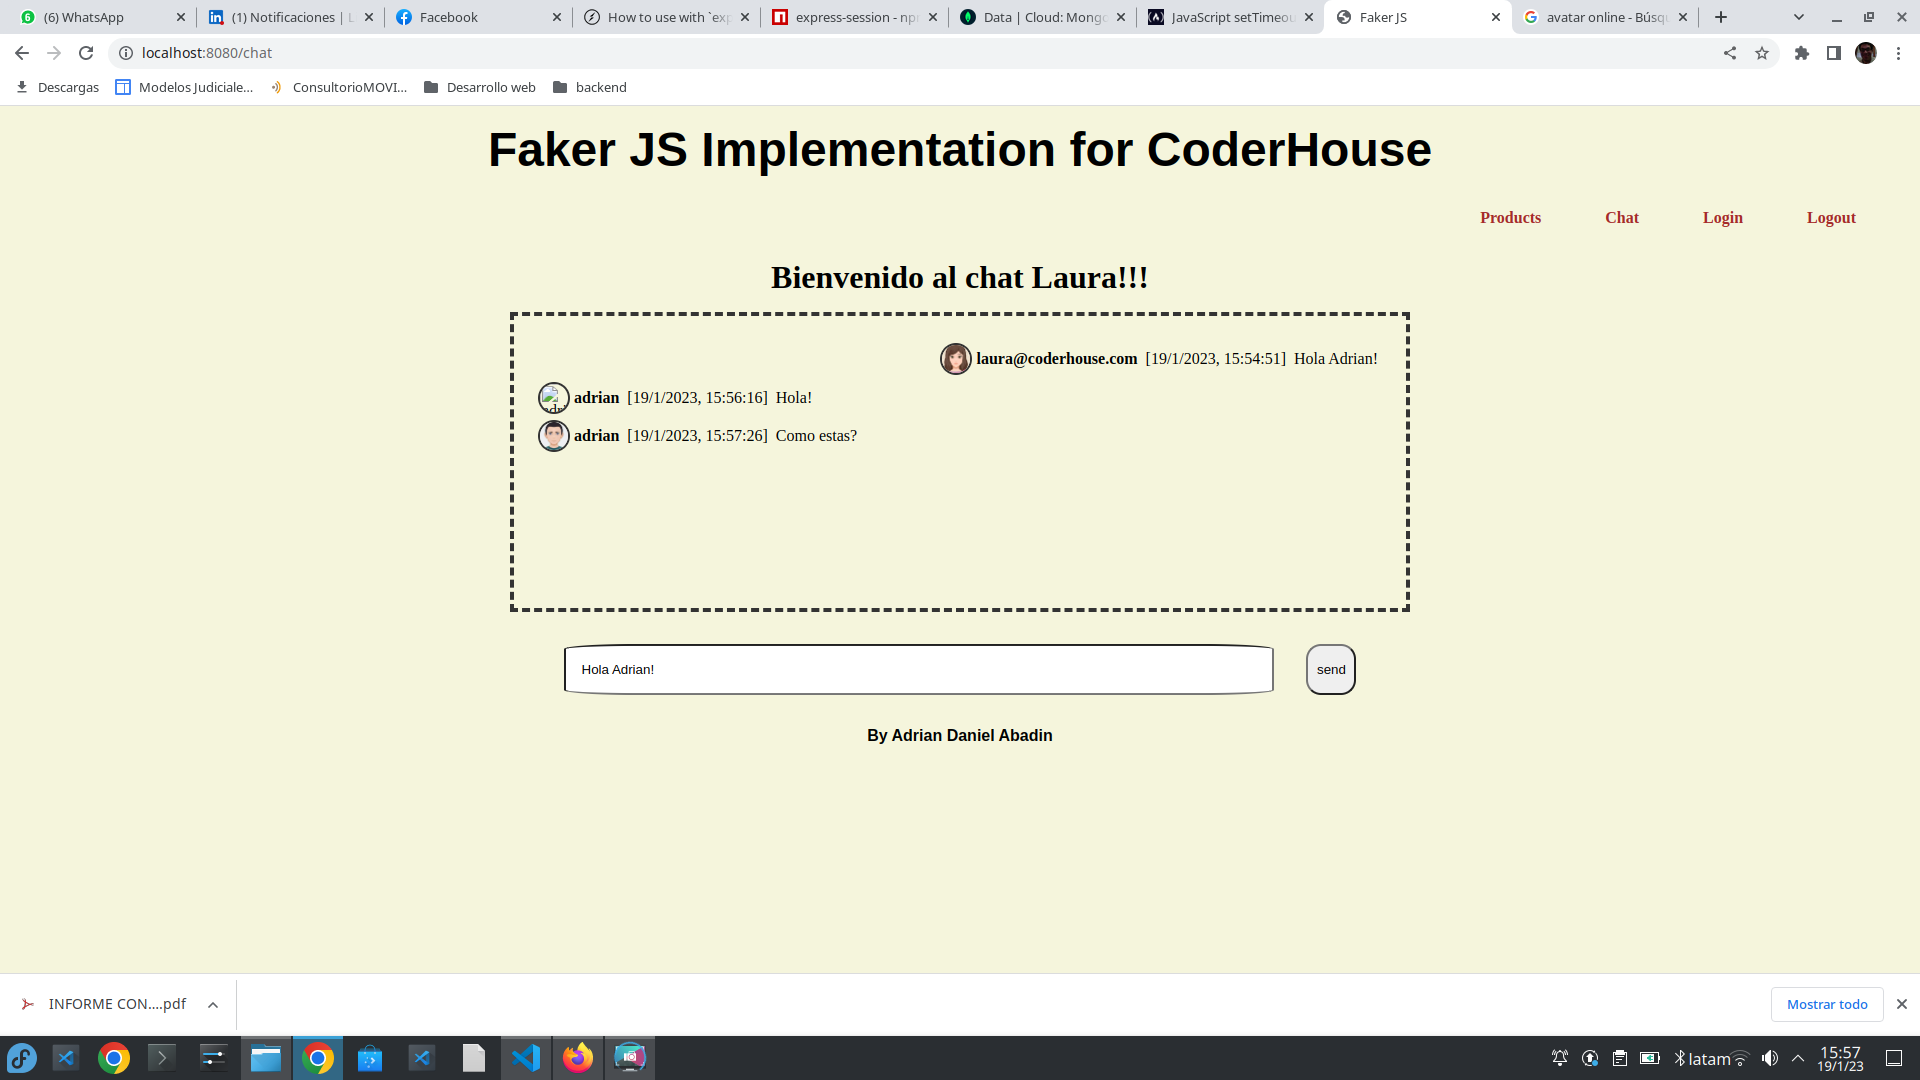 (6) WhatsApp
(1) Notificaciones | L
Facebook
How to use with `exp
express-session - np
Data | Cloud: Mongo
JavaScript setTimeou
Faker JS
avatar online - Búsq
localhost:8080/chat
Descargas
Modelos Judiciale...
ConsultorioMOVI...
Desarrollo web
backend
Faker JS Implementation for CoderHouse
Products Chat Login Logout
Bienvenido al chat Laura!!!
laura@coderhouse.com [19/1/2023, 15:54:51] Hola Adrian!
adrian [19/1/2023, 15:56:16] Hola!
adrian [19/1/2023, 15:57:26] Como estas?
Hola Adrian!
send
By Adrian Daniel Abadin
INFORME CON....pdf
Mostrar todo
latam
15:57
19/1/23